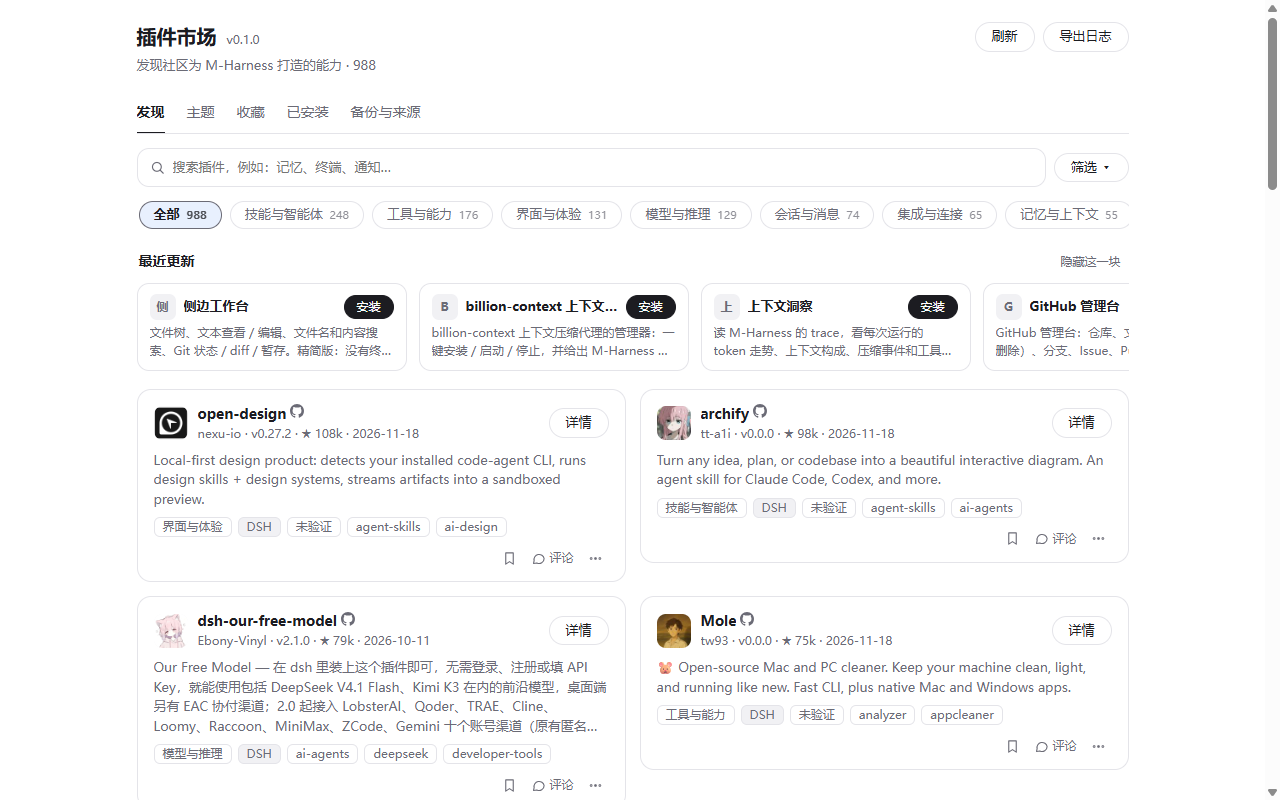 插件市场 v0.1.0
刷新
导出日志
发现社区为 M-Harness 打造的能力 · 988
发现 主题 收藏 已安装 备份与来源
搜索插件，例如：记忆、终端、通知...
筛选
全部 988 技能与智能体 248 工具与能力 176 界面与体验 131 模型与推理 129 会话与消息 74 集成与连接 65 记忆与上下文 55
最近更新
隐藏这一块
侧 侧边工作台 安装
文件树、文本查看 / 编辑、文件名和内容搜
索、Git 状态 / diff / 暂存。精简版：没有终...
B billion-context 上下文... 安装
billion-context 上下文压缩代理的管理器：一
键安装 / 启动 / 停止，并给出 M-Harness ...
上 上下文洞察 安装
读 M-Harness 的 trace，看每次运行的
token 走势、上下文构成、压缩事件和工具...
G GitHub 管理台
GitHub 管理台：仓库、
删除）、分支、Issue、
open-design
详情
nexu-io · v0.27.2 · ★ 108k · 2026-11-18
Local-first design product: detects your installed code-agent CLI, runs
design skills + design systems, streams artifacts into a sandboxed
preview.
界面与体验 DSH 未验证 agent-skills ai-design
评论
archify
详情
tt-a1i · v0.0.0 · ★ 98k · 2026-11-18
Turn any idea, plan, or codebase into a beautiful interactive diagram. An
agent skill for Claude Code, Codex, and more.
技能与智能体 DSH 未验证 agent-skills ai-agents
评论
dsh-our-free-model
详情
Ebony-Vinyl · v2.1.0 · ★ 79k · 2026-10-11
Our Free Model — 在 dsh 里装上这个插件即可，无需登录、注册或填 API
Key，就能使用包括 DeepSeek V4.1 Flash、Kimi K3 在内的前沿模型，桌面端
另有 EAC 协付渠道；2.0 起接入 LobsterAI、Qoder、TRAE、Cline、
Loomy、Raccoon、MiniMax、ZCode、Gemini 十个账号渠道（原有匿名...
模型与推理 DSH ai-agents deepseek developer-tools
评论
Mole
详情
tw93 · v0.0.0 · ★ 75k · 2026-11-18
🐹 Open-source Mac and PC cleaner. Keep your machine clean, light,
and running like new. Fast CLI, plus native Mac and Windows apps.
工具与能力 DSH 未验证 analyzer appcleaner
评论